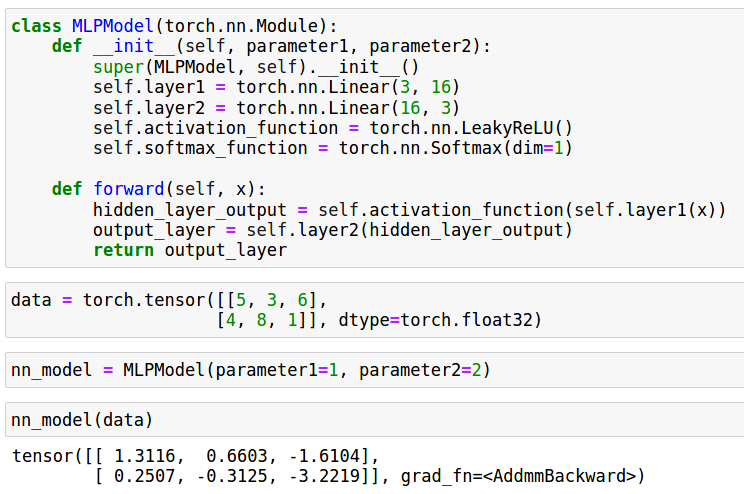 class MLPModel(torch.nn.Module):
    def __init__(self, parameter1, parameter2):
        super(MLPModel, self).__init__()
        self.layer1 = torch.nn.Linear(3, 16)
        self.layer2 = torch.nn.Linear(16, 3)
        self.activation_function = torch.nn.LeakyReLU()
        self.softmax_function = torch.nn.Softmax(dim=1)

    def forward(self, x):
        hidden_layer_output = self.activation_function(self.layer1(x))
        output_layer = self.layer2(hidden_layer_output)
        return output_layer

data = torch.tensor([[5, 3, 6],
                    [4, 8, 1]], dtype=torch.float32)

nn_model = MLPModel(parameter1=1, parameter2=2)

nn_model(data)

tensor([[ 1.3116,  0.6603, -1.6104],
        [ 0.2507, -0.3125, -3.2219]], grad_fn=<AddmmBackward>)